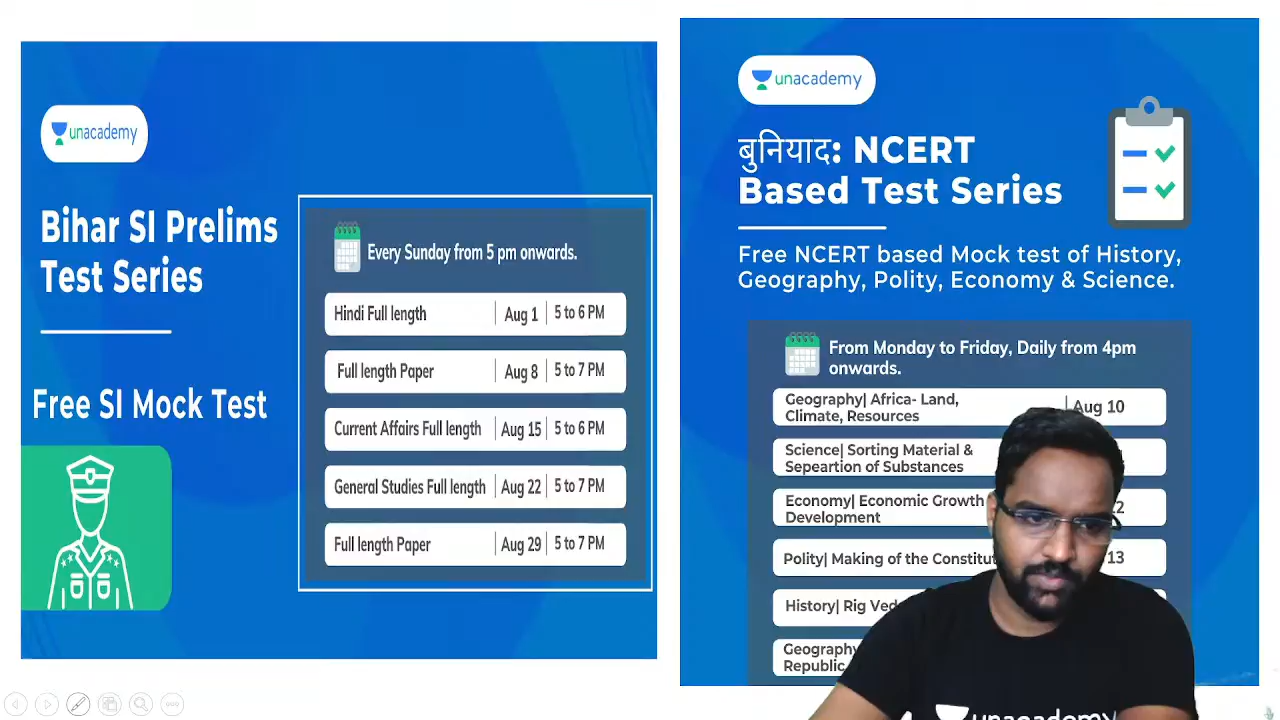 unacademy
Bihar SI Prelims
Test Series
Free SI Mock Test
Every Sunday from 5 pm onwards.
Hindi Full length | Aug 1 | 5 to 6 PM
Full length Paper | Aug 8 | 5 to 7 PM
Current Affairs Full length | Aug 15 | 5 to 6 PM
General Studies Full length | Aug 22 | 5 to 7 PM
Full length Paper | Aug 29 | 5 to 7 PM
unacademy
बुनियाद: NCERT
Based Test Series
Free NCERT based Mock test of History,
Geography, Polity, Economy & Science.
From Monday to Friday, Daily from 4pm
onwards.
Geography| Africa- Land, | Aug 10
Climate, Resources
Science| Sorting Material &
Sepeartion of Substances
Economy| Economic Growth
Development
Polity| Making of the 13
History| Rig
Geography
Republic
unacademy